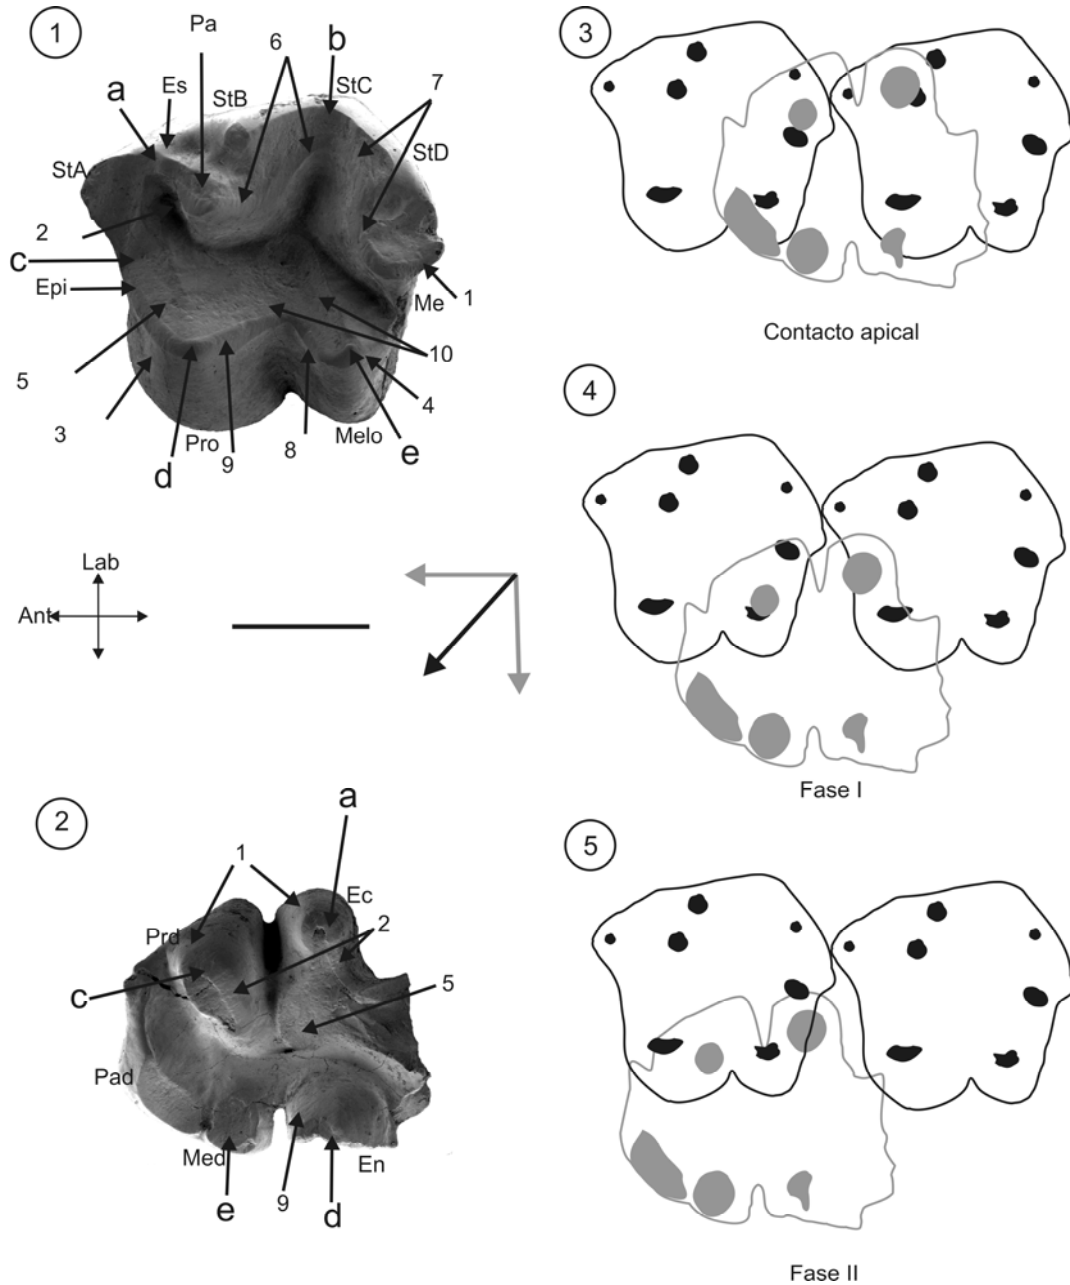 1
Pa
6
b
StC
7
a
Es
StB
StD
StA
2
c
Epi
Me
1
10
5
4
3
Pro
8
Melo
d
9
e
Lab
Ant
2
a
1
Ec
Prd
2
c
5
Pad
Med
En
e
9
d
3
Contacto apical
4
Fase I
5
Fase II